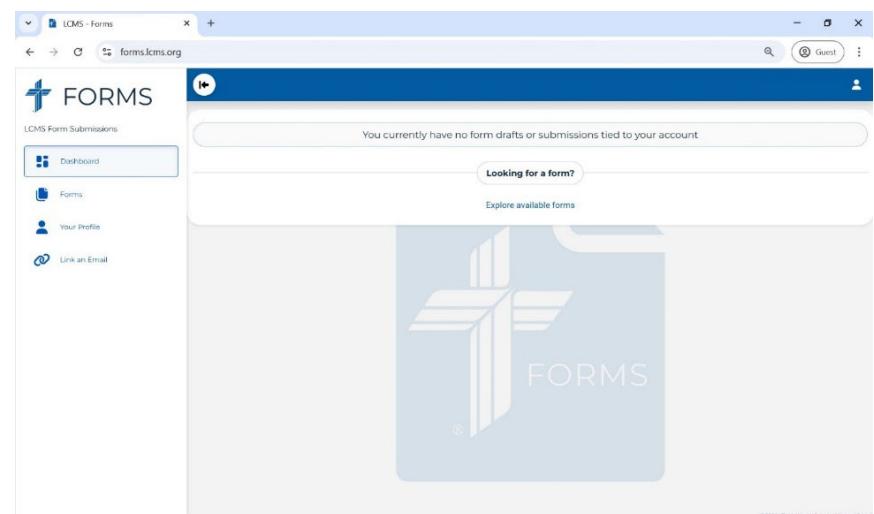 LCMS - Forms
forms.lcms.org
Guest
FORMS
LCMS Form Submissions
Dashboard
Forms
Your Profile
Link an Email
You currently have no form drafts or submissions tied to your account
Looking for a form?
Explore available forms
FORMS
®